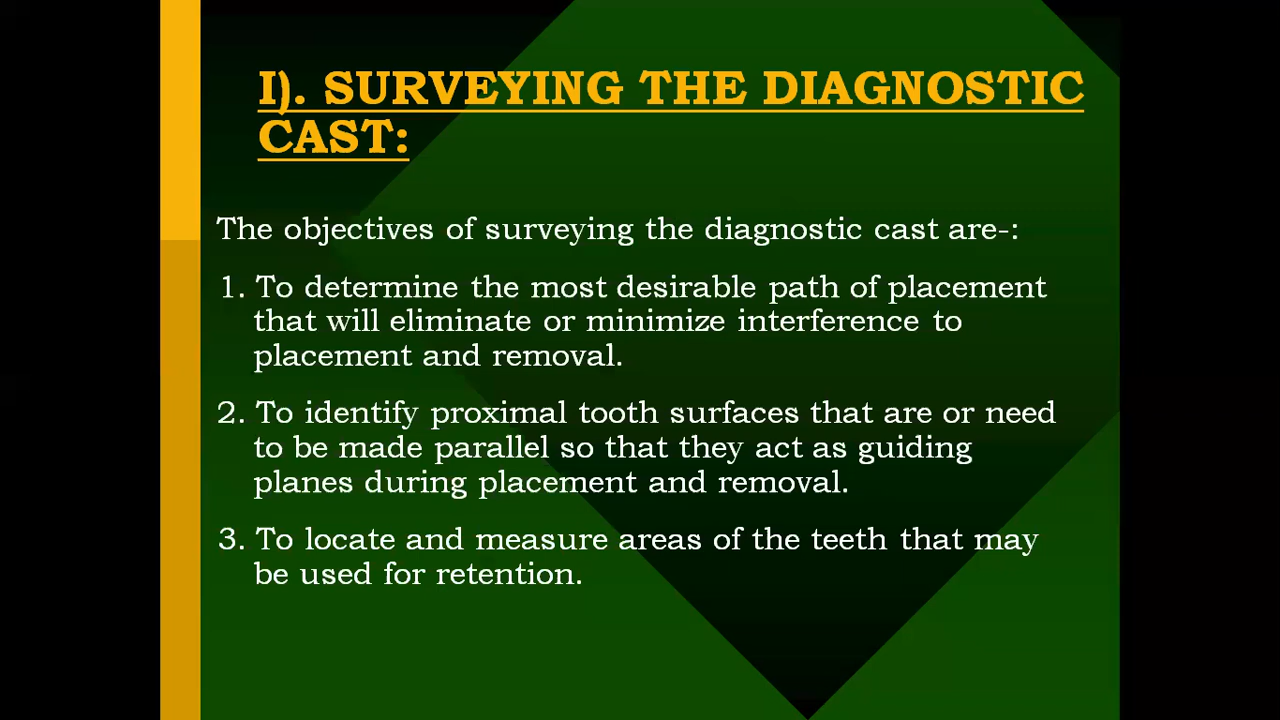 I). SURVEYING THE DIAGNOSTIC
CAST:
The objectives of surveying the diagnostic cast are-:
1. To determine the most desirable path of placement
that will eliminate or minimize interference to
placement and removal.
2. To identify proximal tooth surfaces that are or need
to be made parallel so that they act as guiding
planes during placement and removal.
3. To locate and measure areas of the teeth that may
be used for retention.